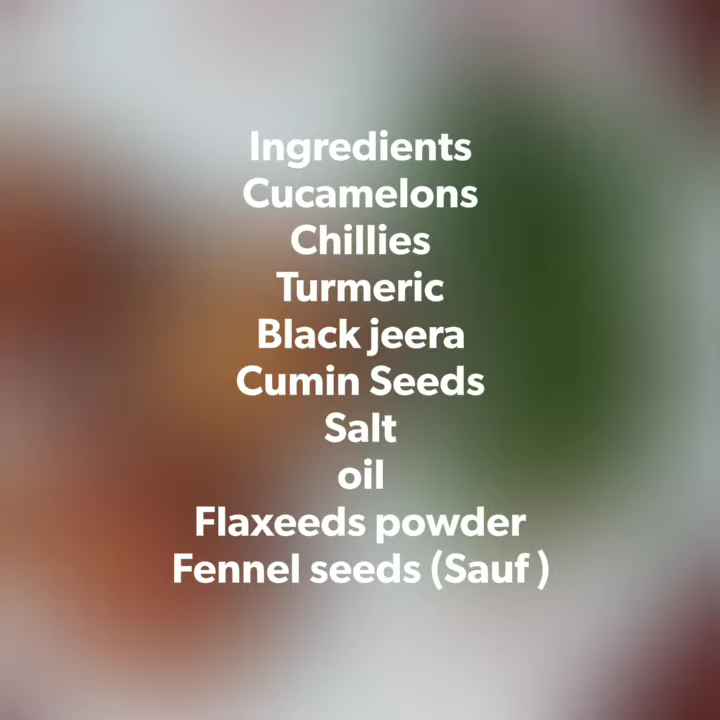 Ingredients
Cucamelons
Chillies
Turmeric
Black jeera
Cumin Seeds
Salt
oil
Flaxeeds powder
Fennel seeds (Sauf )